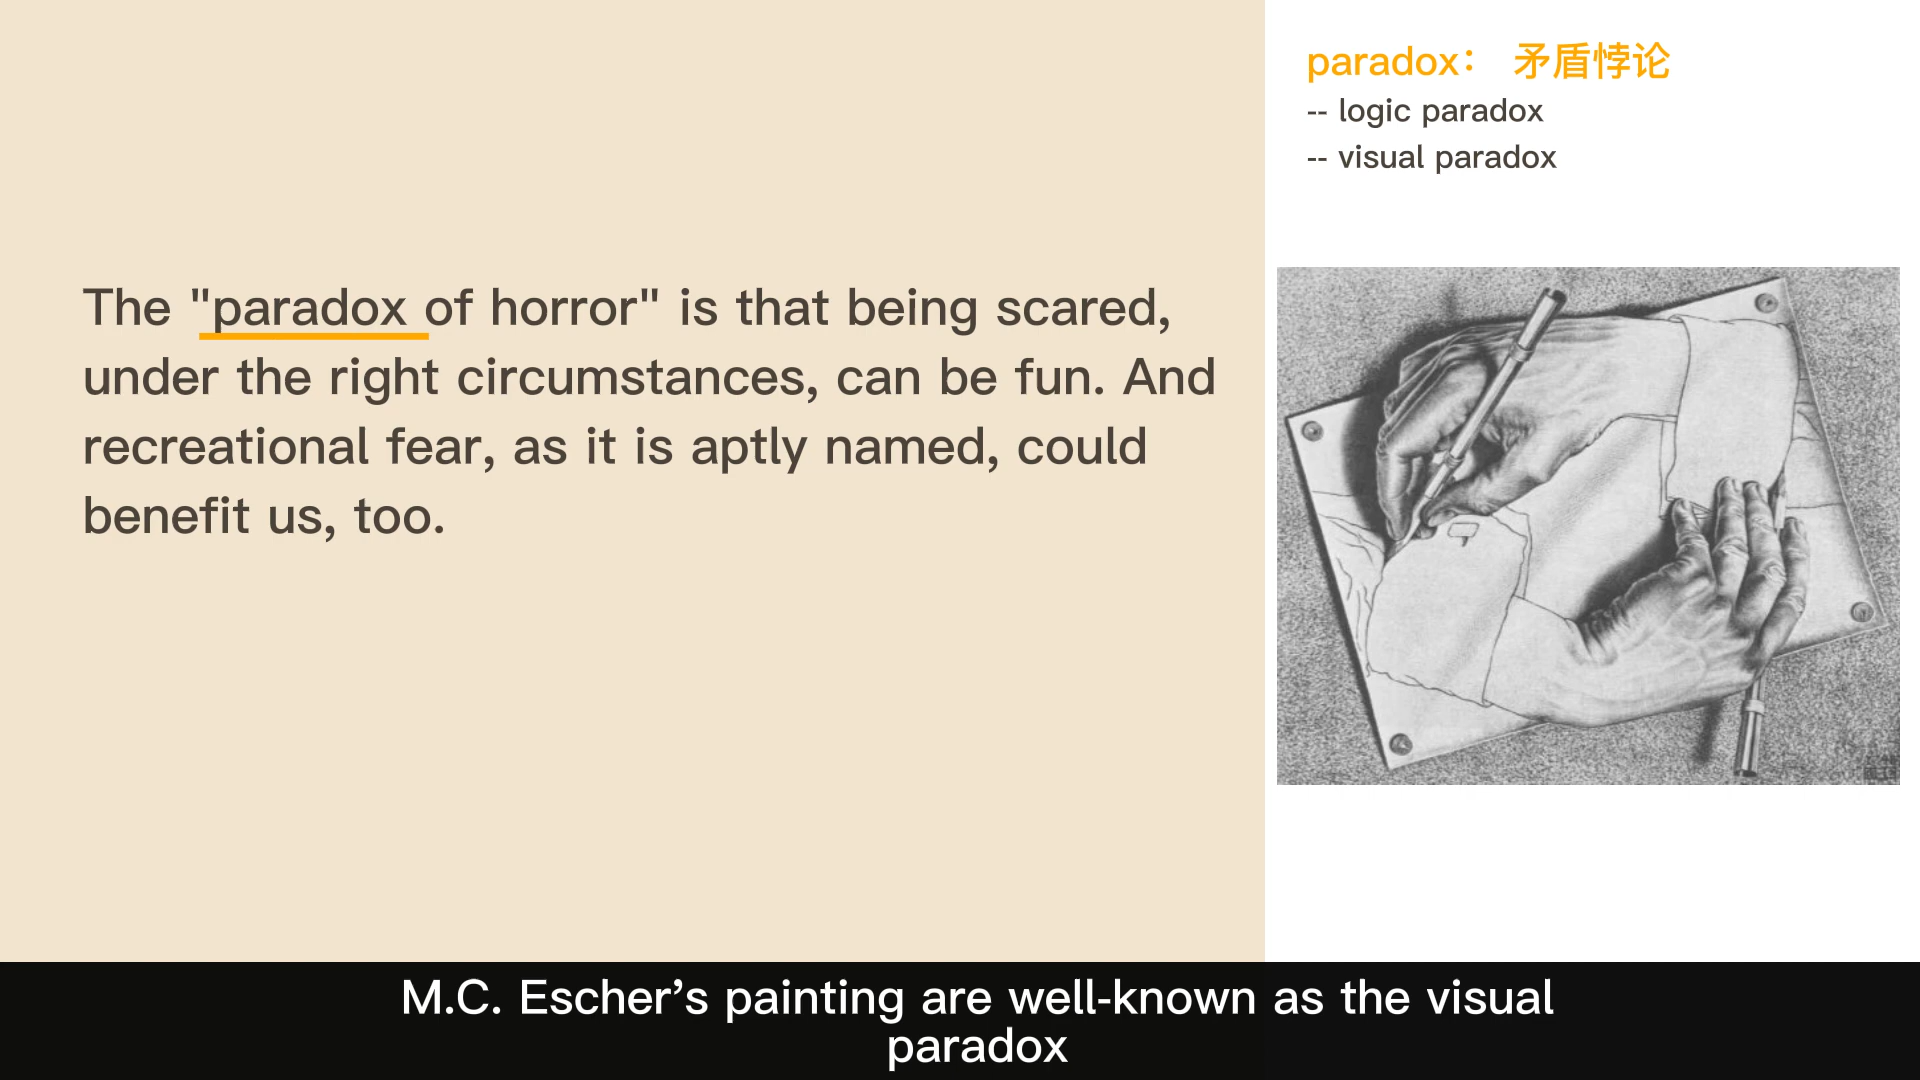 The "paradox of horror" is that being scared,
under the right circumstances, can be fun. And
recreational fear, as it is aptly named, could
benefit us, too.
paradox： 矛盾悖论
-- logic paradox
-- visual paradox
M.C. Escher’s painting are well-known as the visual
paradox